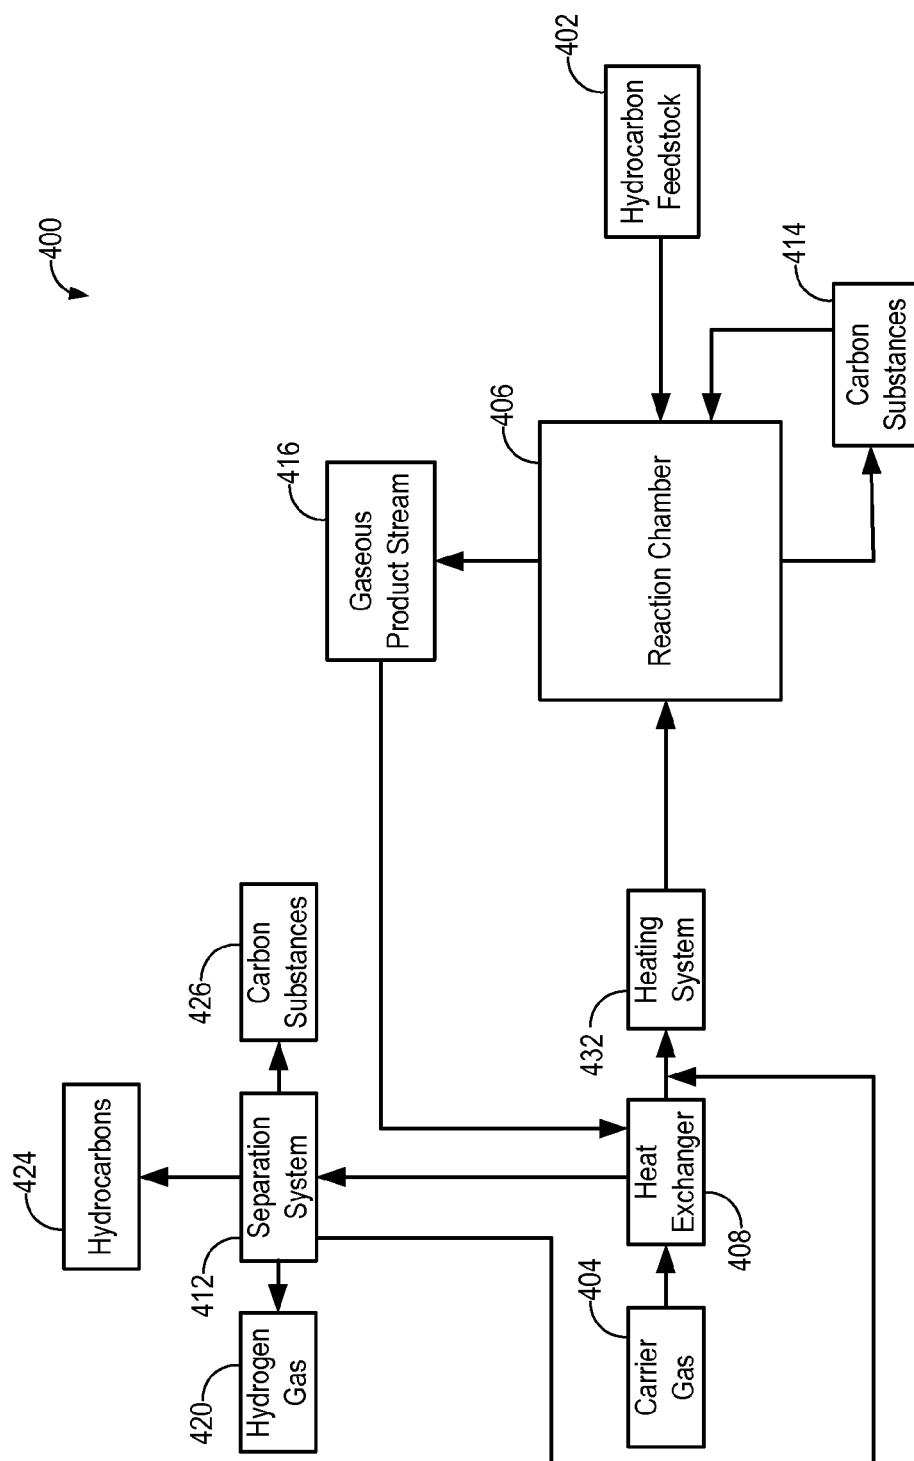 400
424
Hydrocarbons
426
Carbon
Substances
412
Separation
System
420
Hydrogen
Gas
416
Gaseous
Product Stream
402
Hydrocarbon
Feedstock
406
Reaction Chamber
414
Carbon
Substances
432
Heating
System
Heat
Exchanger
408
404
Carrier
Gas